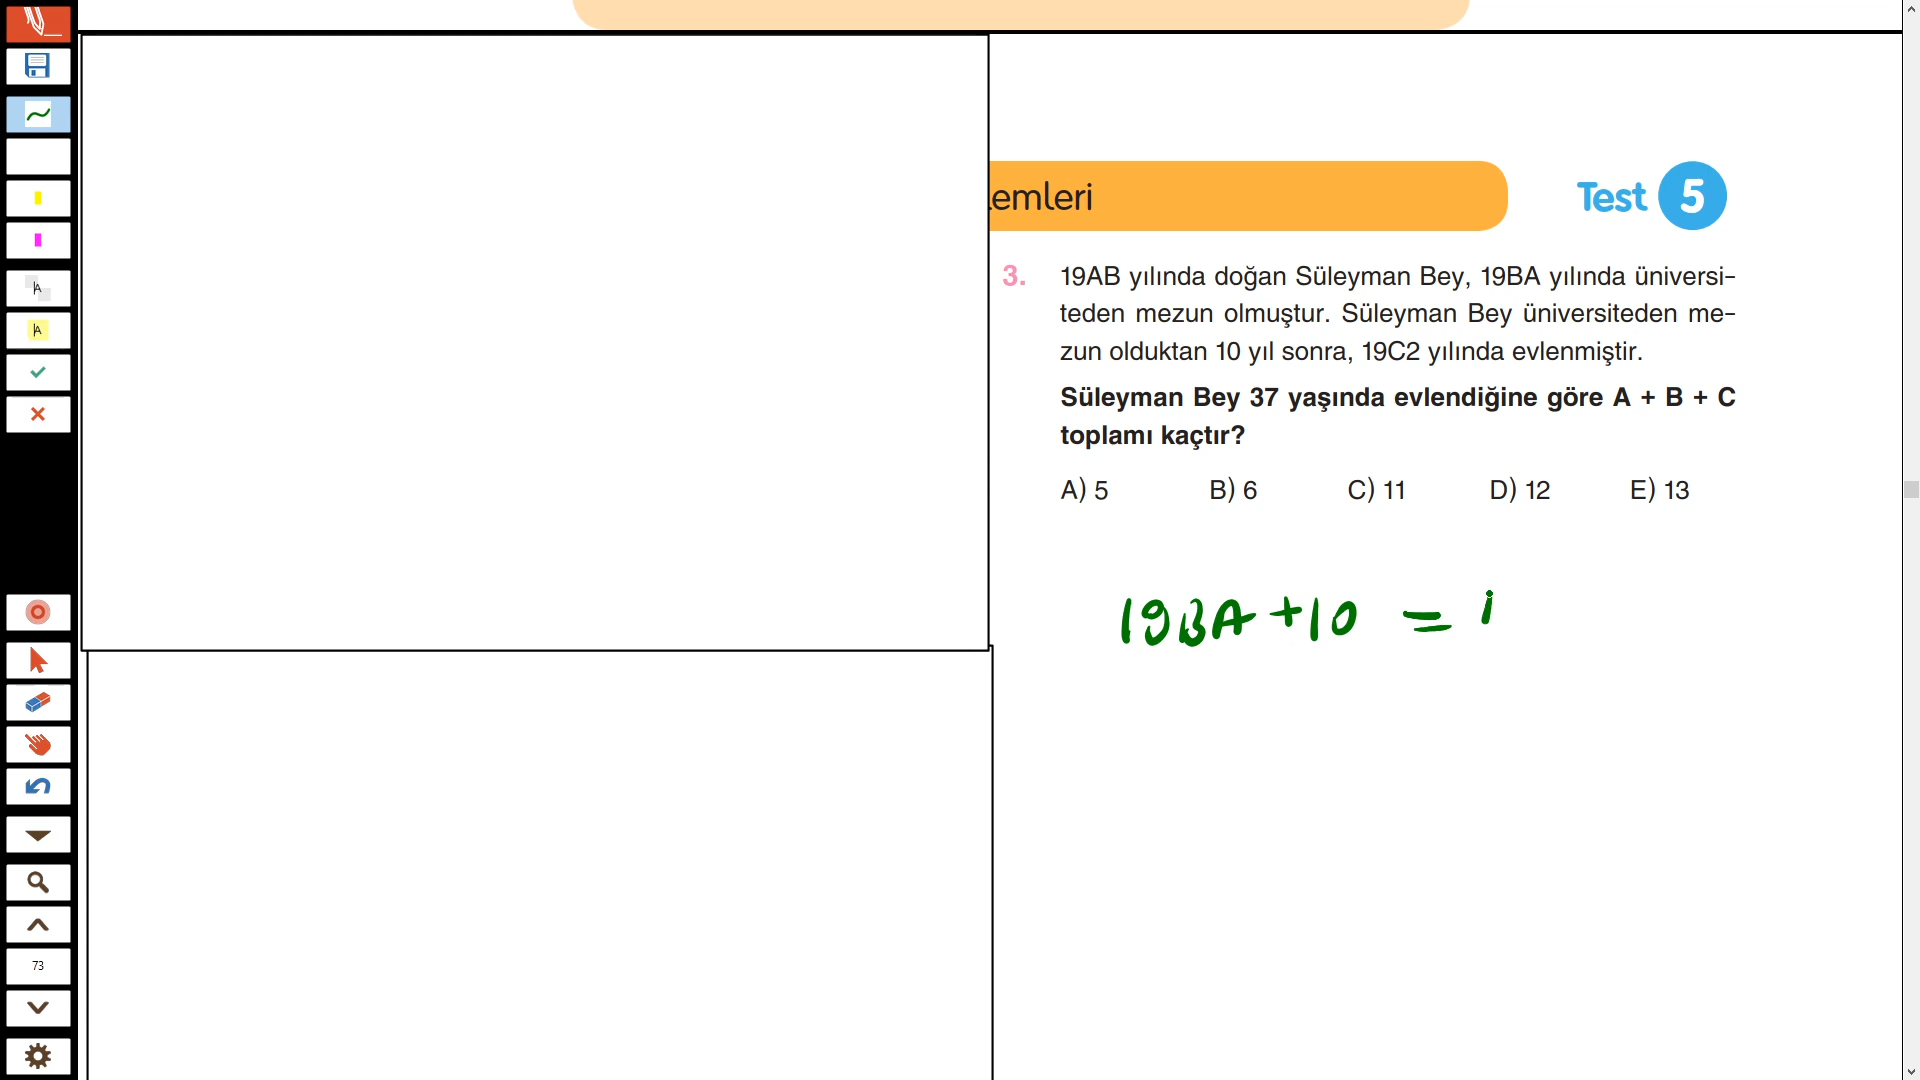 lemleri
Test 5
3. 19AB yılında doğan Süleyman Bey, 19BA yılında üniversi-
teden mezun olmuştur. Süleyman Bey üniversiteden me-
zun olduktan 10 yıl sonra, 19C2 yılında evlenmiştir.
Süleyman Bey 37 yaşında evlendiğine göre A + B + C
toplamı kaçtır?
A) 5 B) 6 C) 11 D) 12 E) 13
19BA +10 = 1
73